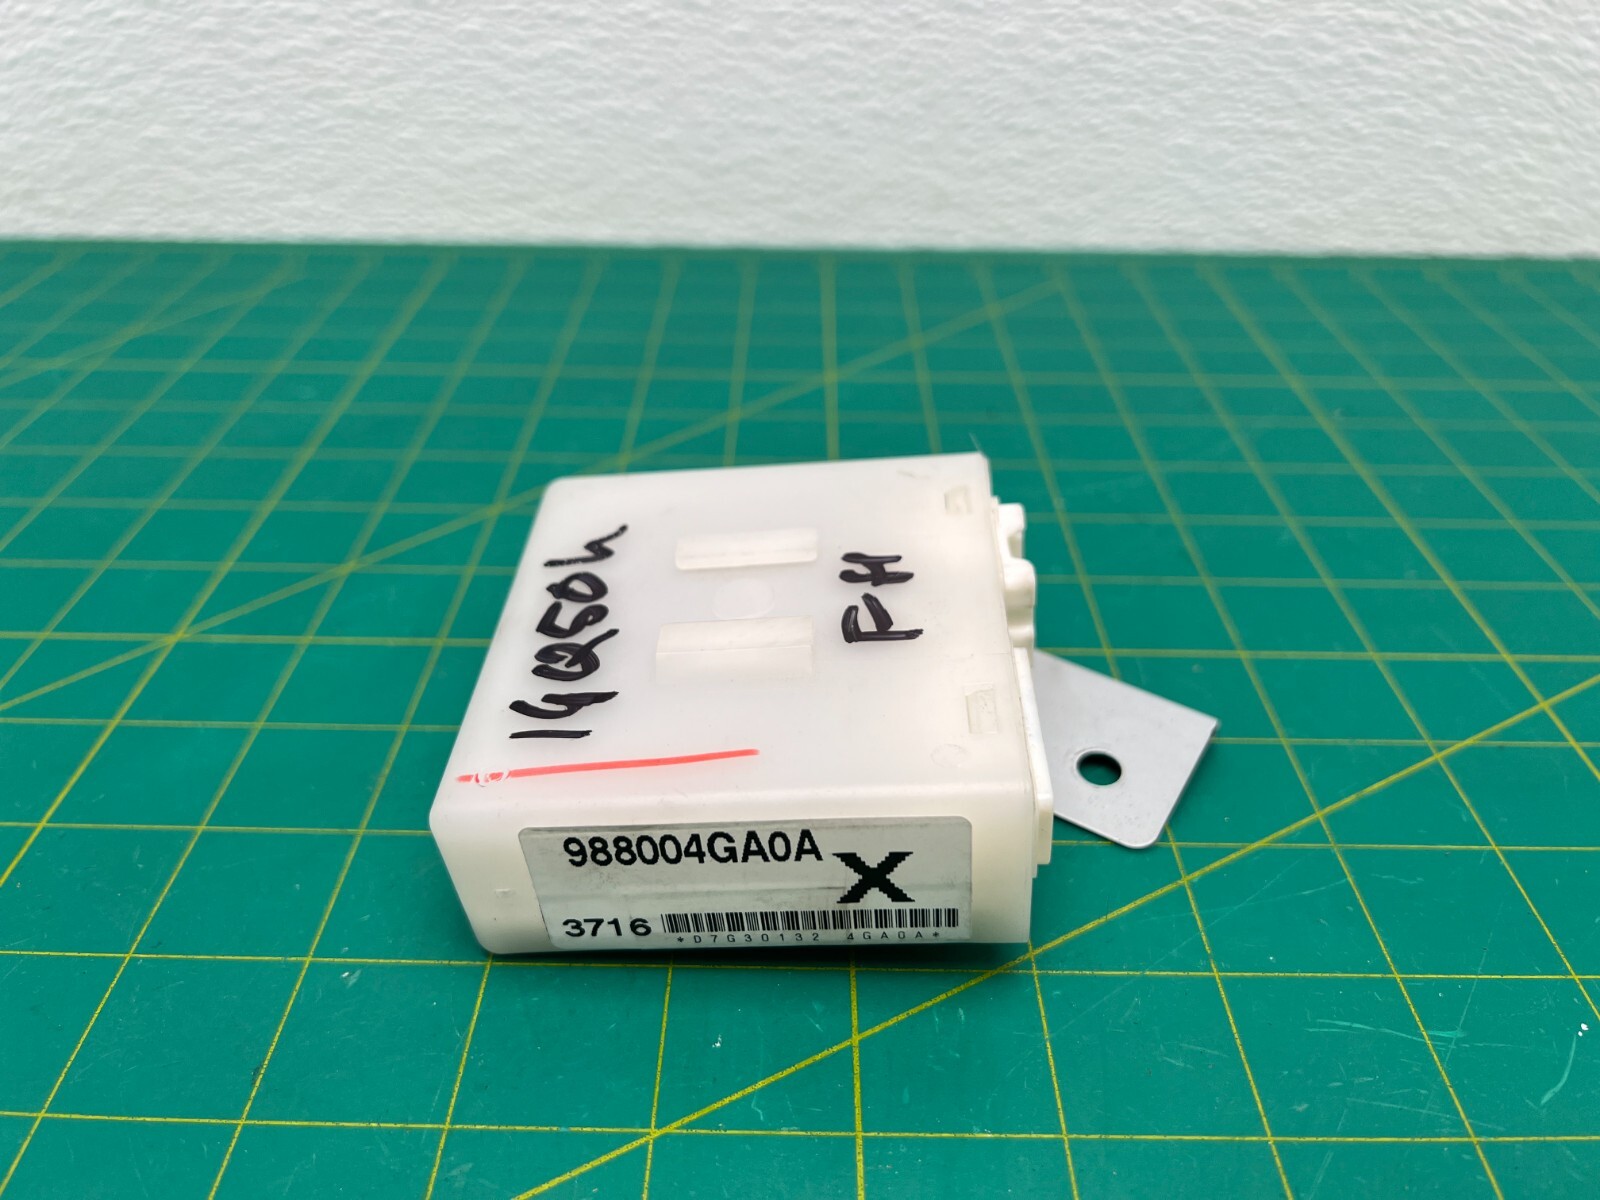 14Q50h
FH
988004GA0A
X
3716
*D7G30132 4GA0A*